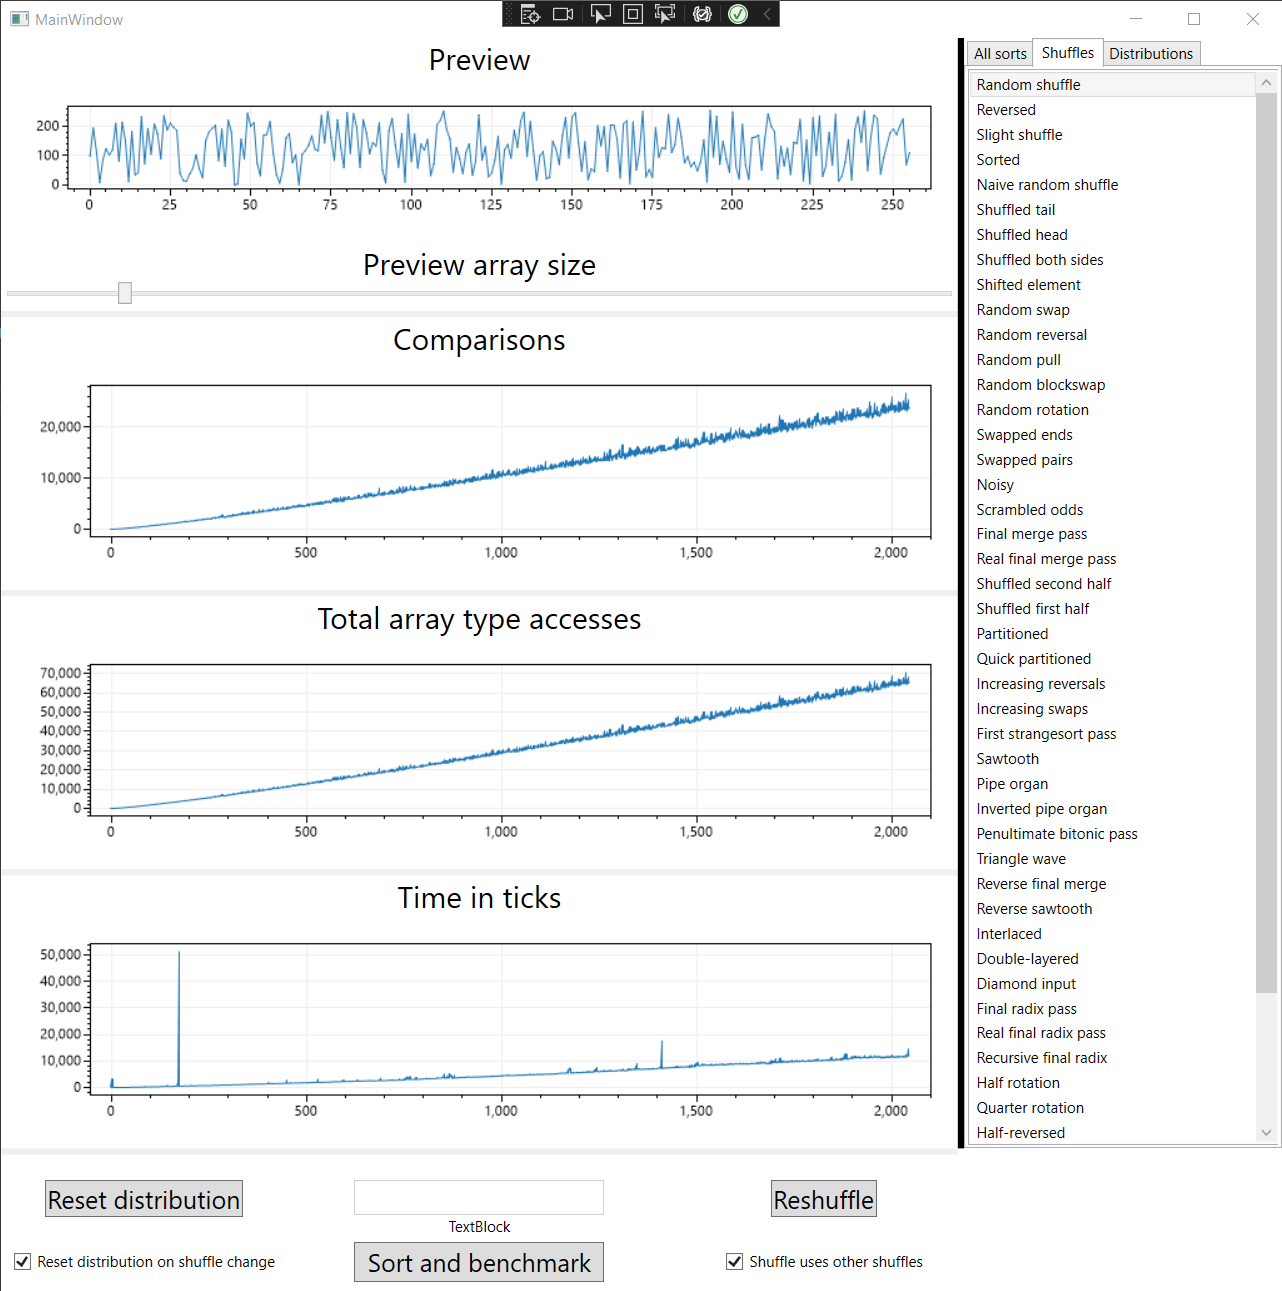 MainWindow
Preview
200
100
0
0 25 50 75 100 125 150 175 200 225 250
Preview array size
Comparisons
20,000
10,000
0
0 500 1,000 1,500 2,000
Total array type accesses
70,000
60,000
50,000
40,000
30,000
20,000
10,000
0
0 500 1,000 1,500 2,000
Time in ticks
50,000
40,000
30,000
20,000
10,000
0
0 500 1,000 1,500 2,000
Reset distribution
Reset distribution on shuffle change
TextBlock
Sort and benchmark
Reshuffle
Shuffle uses other shuffles
All sorts Shuffles Distributions
Random shuffle
Reversed
Slight shuffle
Sorted
Naive random shuffle
Shuffled tail
Shuffled head
Shuffled both sides
Shifted element
Random swap
Random reversal
Random pull
Random blockswap
Random rotation
Swapped ends
Swapped pairs
Noisy
Scrambled odds
Final merge pass
Real final merge pass
Shuffled second half
Shuffled first half
Partitioned
Quick partitioned
Increasing reversals
Increasing swaps
First strangesort pass
Sawtooth
Pipe organ
Inverted pipe organ
Penultimate bitonic pass
Triangle wave
Reverse final merge
Reverse sawtooth
Interlaced
Double-layered
Diamond input
Final radix pass
Real final radix pass
Recursive final radix
Half rotation
Quarter rotation
Half-reversed